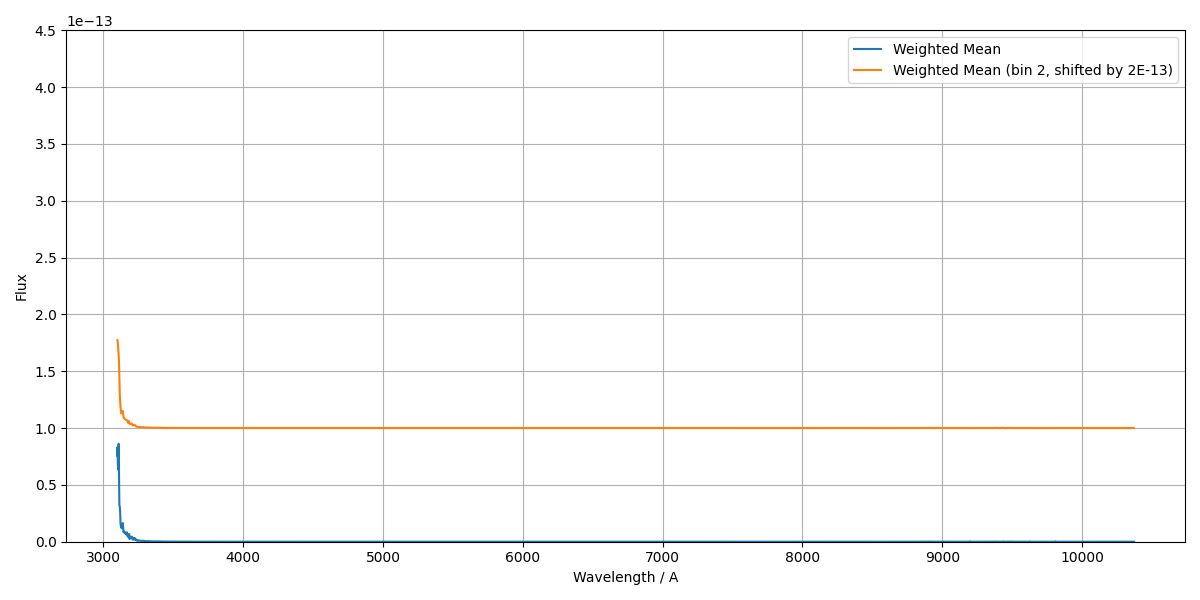 1e−13
4.5
4.0
3.5
3.0
2.5
2.0
1.5
1.0
0.5
0.0
Flux
Weighted Mean
Weighted Mean (bin 2, shifted by 2E-13)
3000 4000 5000 6000 7000 8000 9000 10000
Wavelength / A